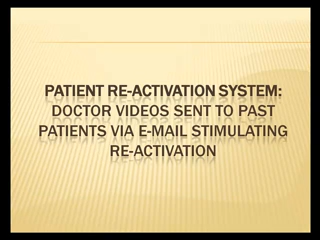 PATIENT RE-ACTIVATION SYSTEM:
DOCTOR VIDEOS SENT TO PAST
PATIENTS VIA E-MAIL STIMULATING
RE-ACTIVATION